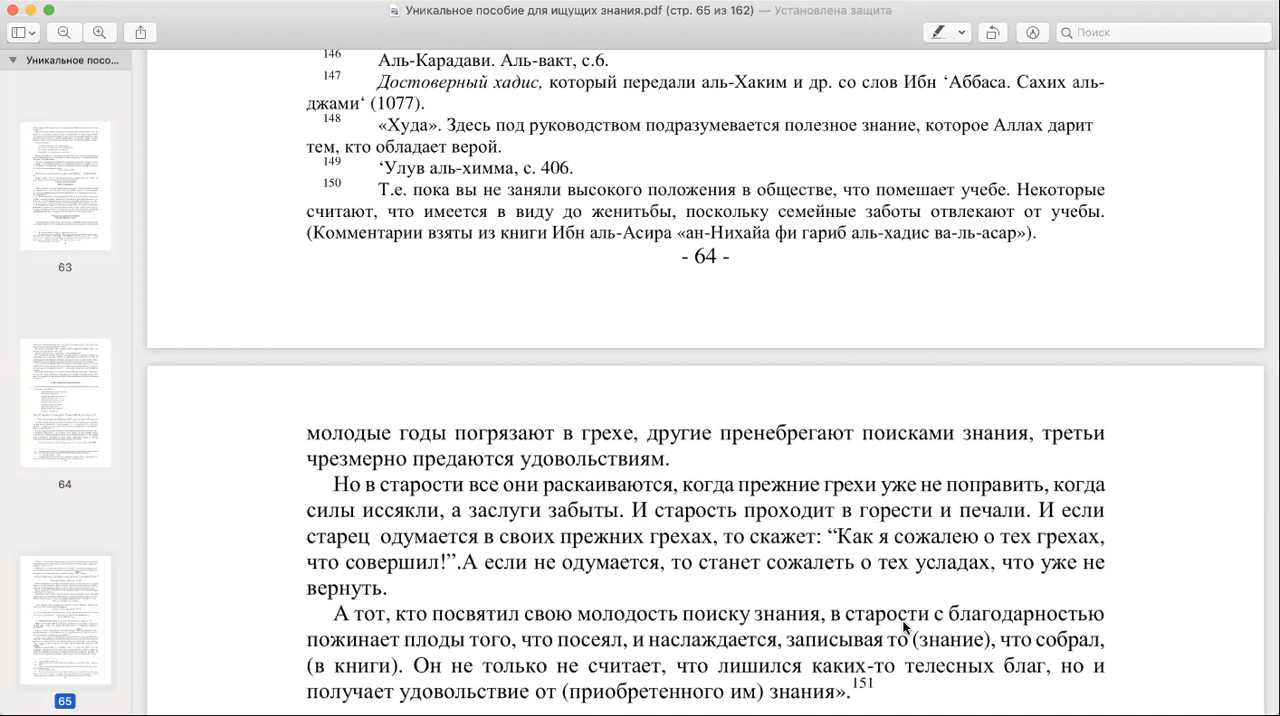 Уникальное пособие для ищущих знания.pdf (стр. 65 из 162) — Установлена защита
Поиск
Уникальное посо...
63
64
65
146 Аль-Карадави. Аль-вакт, с.6.
147 Достоверный хадис, который передали аль-Хаким и др. со слов Ибн ‘Аббаса. Сахих аль-
джами‘ (1077).
148 «Худа». Здесь под руководством подразумевается полезное знание, которое Аллах дарит
тем, кто обладает верой.
149 ‘Улув аль-химма, с. 406.
Т.е. пока вы не заняли высокого положения в обществе, что помешает учебе. Некоторые
считают, что имеется в виду до женитьбы, поскольку семейные заботы отвлекают от учебы.
(Комментарии взяты из книги Ибн аль-Асира «ан-Нихайа фи гариб аль-хадис ва-ль-асар»).
- 64 -
молодые годы проживают в грехе, другие пренебрегают поисками знания, третьи
чрезмерно предаются удовольствиям.
Но в старости все они раскаиваются, когда прежние грехи уже не поправить, когда
силы иссякли, а заслуги забыты. И старость проходит в горести и печали. И если
старец одумается в своих прежних грехах, то скажет: “Как я сожалею о тех грехах,
что совершил!”. А если не одумается, то станет сожалеть о тех усладах, что уже не
вернуть.
А тот, кто посвятил свою молодость поиску знания, в старости с благодарностью
пожинает плоды того, что посеял, и наслаждается, записывая то (знание), что собрал,
(в книги). Он нисколько не считает, что лишился каких-то телесных благ, но и
получает удовольствие от (приобретенного им) знания».151